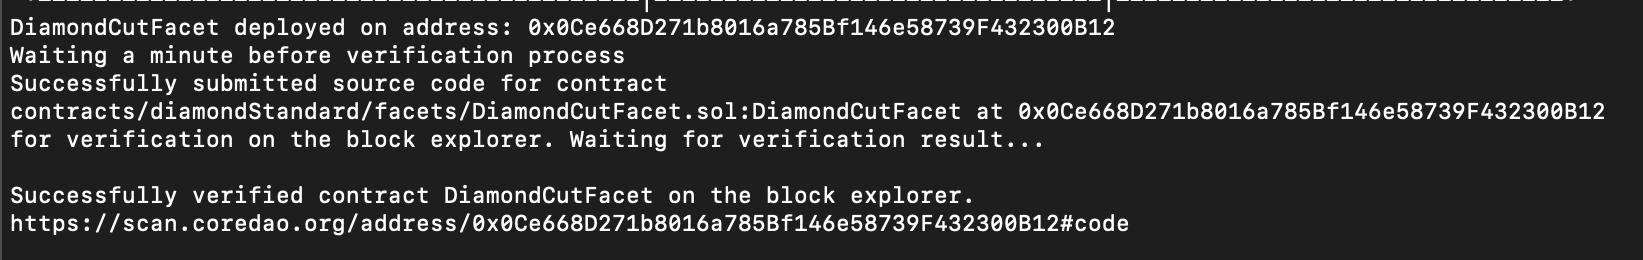 DiamondCutFacet deployed on address: 0x0Ce668D271b8016a785Bf146e58739F432300B12
Waiting a minute before verification process
Successfully submitted source code for contract
contracts/diamondStandard/facets/DiamondCutFacet.sol:DiamondCutFacet at 0x0Ce668D271b8016a785Bf146e58739F432300B12
for verification on the block explorer. Waiting for verification result...
Successfully verified contract DiamondCutFacet on the block explorer.
https://scan.coredao.org/address/0x0Ce668D271b8016a785Bf146e58739F432300B12#code